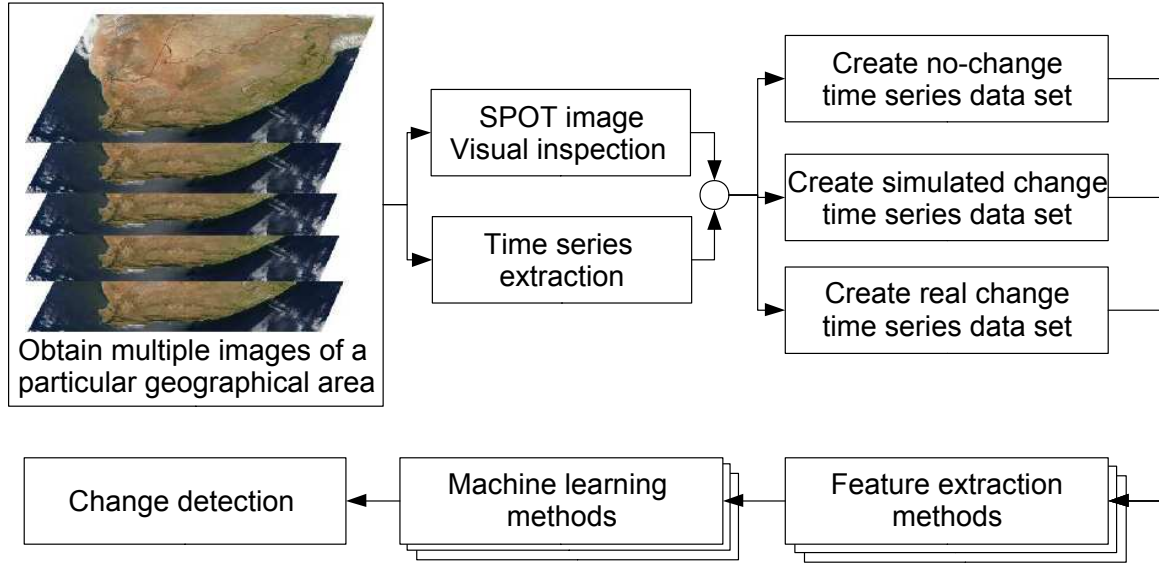 Obtain multiple images of a
particular geographical area
SPOT image
Visual inspection
Time series
extraction
Create no-change
time series data set
Create simulated change
time series data set
Create real change
time series data set
Feature extraction
methods
Machine learning
methods
Change detection